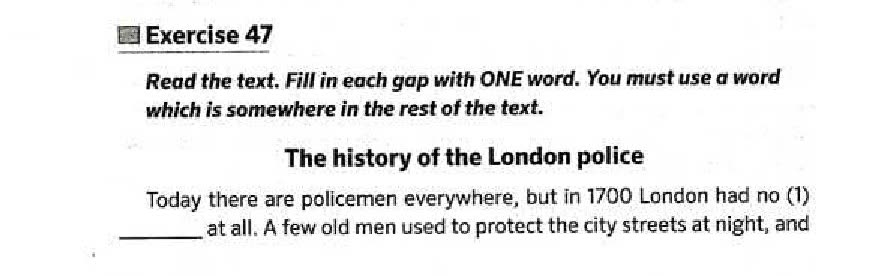 Exercise 47
Read the text. Fill in each gap with ONE word. You must use a word
which is somewhere in the rest of the text.
The history of the London police
Today there are policemen everywhere, but in 1700 London had no (1)
________ at all. A few old men used to protect the city streets at night, and